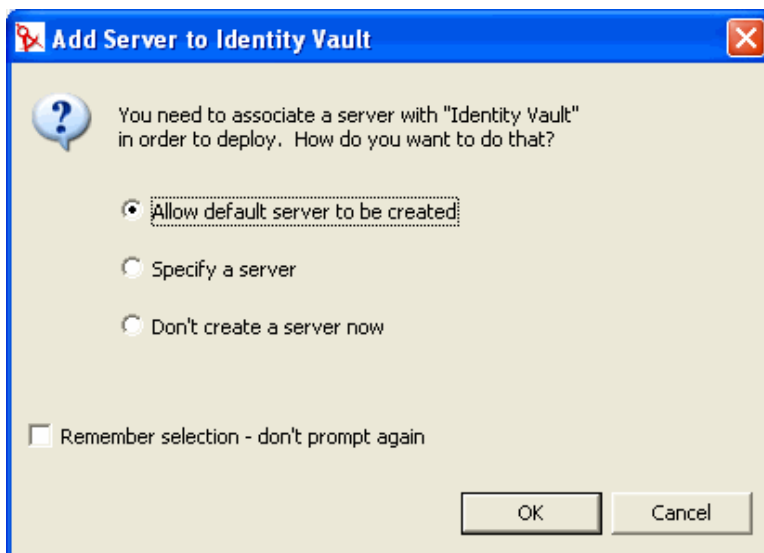 Add Server to Identity Vault
You need to associate a server with "Identity Vault"
in order to deploy.  How do you want to do that?
Allow default server to be created
Specify a server
Don't create a server now
Remember selection - don't prompt again
OK
Cancel